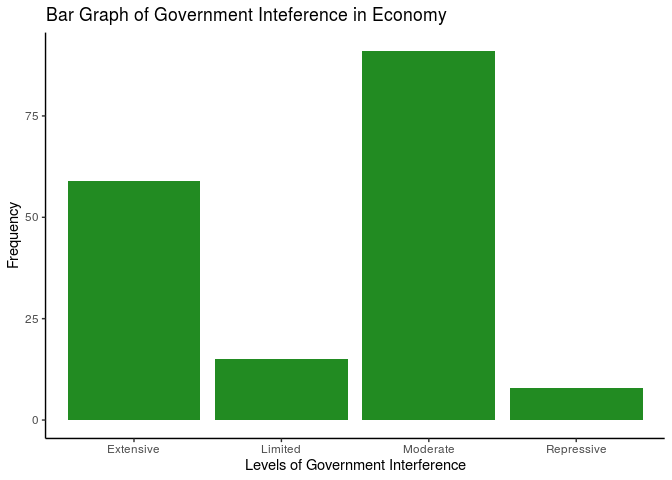 Bar Graph of Government Inteference in Economy
Frequency
75
50
25
0
Extensive Limited Moderate Repressive
Levels of Government Interference